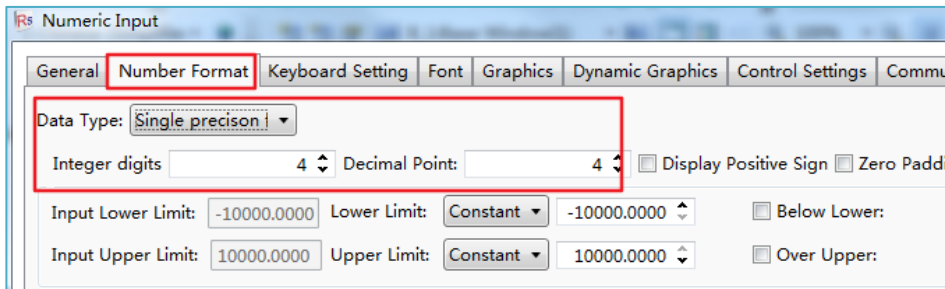 Rs Numeric Input
General Number Format Keyboard Setting Font Graphics Dynamic Graphics Control Settings Commu
Data Type: Single precison f
Integer digits 4 Decimal Point: 4 Display Positive Sign Zero Paddi
Input Lower Limit: -10000.0000 Lower Limit: Constant -10000.0000 Below Lower:
Input Upper Limit: 10000.0000 Upper Limit: Constant 10000.0000 Over Upper: